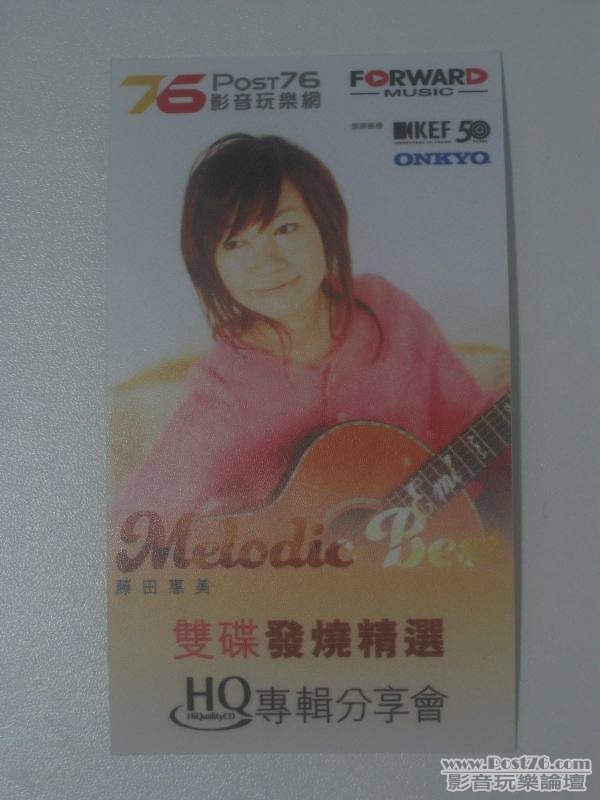 76 POST76
影音玩樂網
FORWARD
MUSIC
KEF 50
ONKYO
emi
Melodic Best
藤田惠美
雙碟發燒精選
HQ
HiQualityCD
專輯分享會
www.Post76.com
影音玩樂論壇